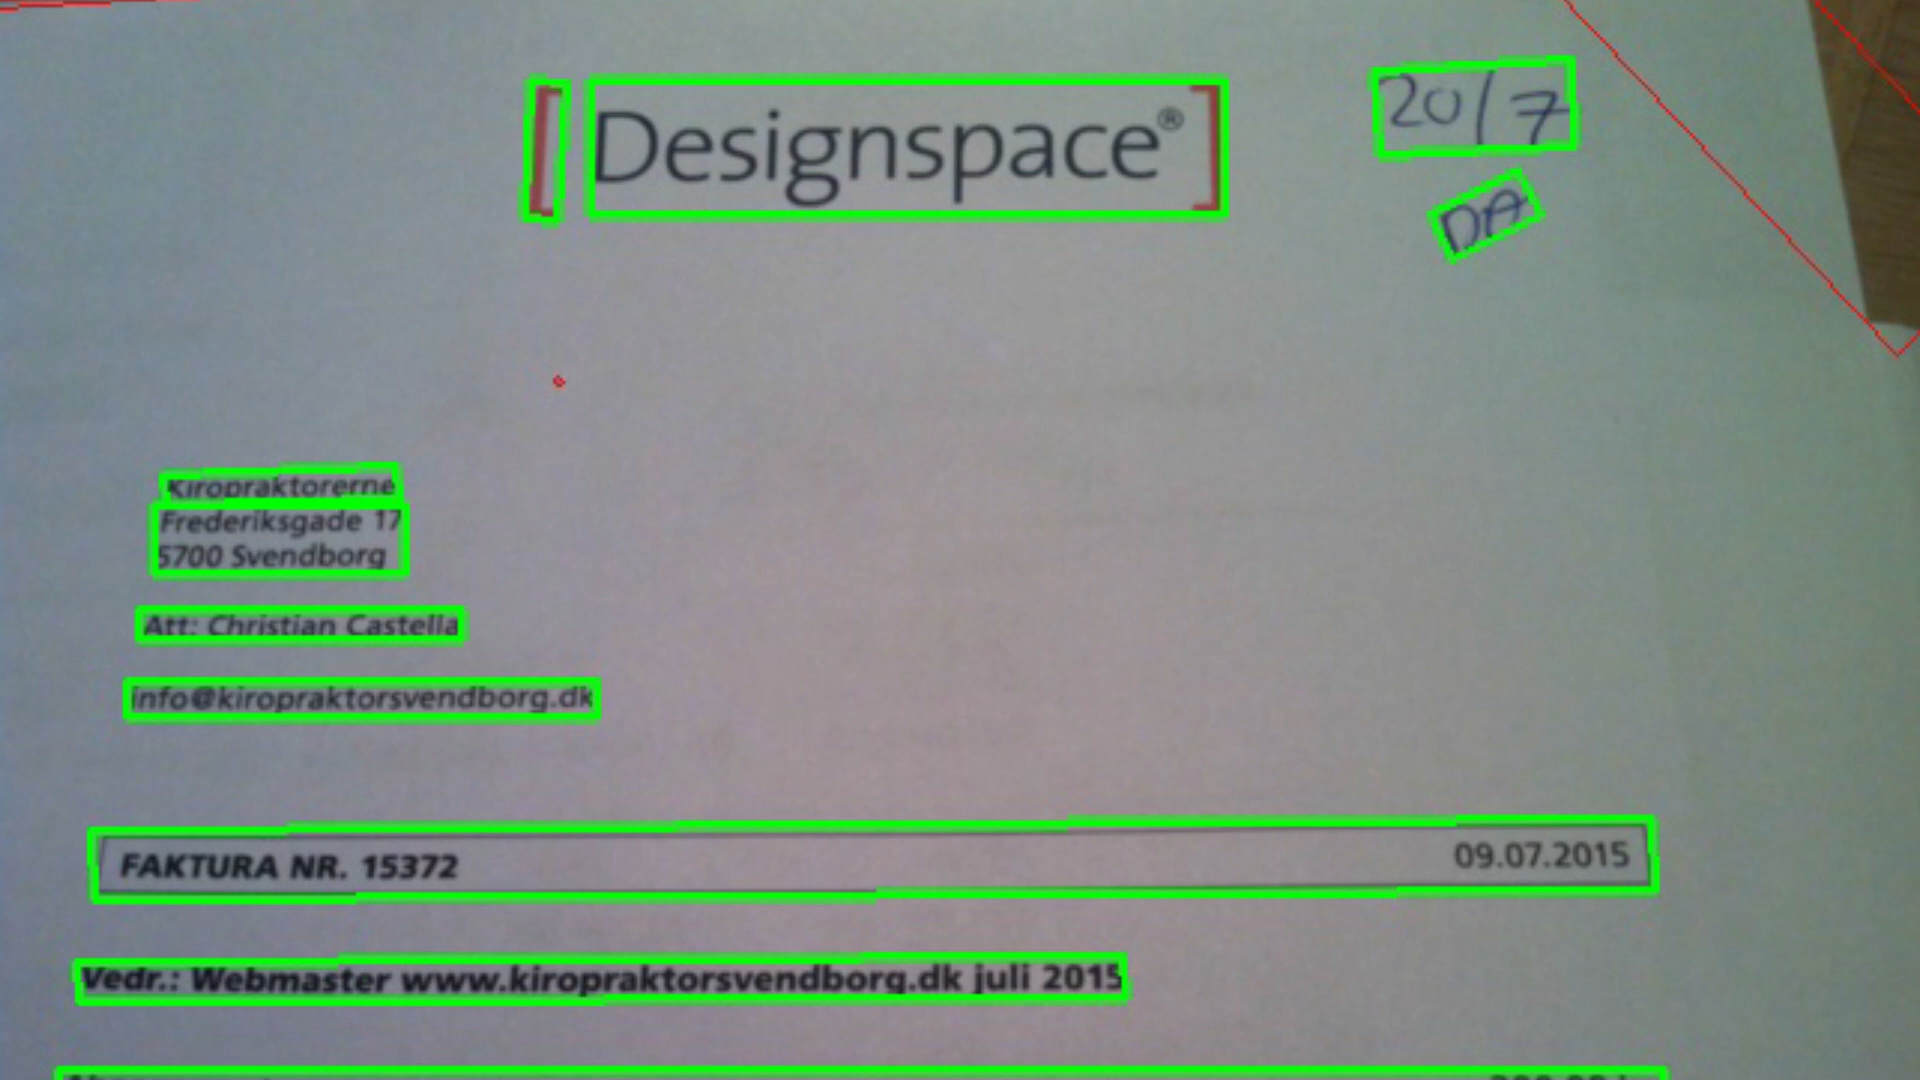 [Designspace®]
20/7
DA
Kiropraktorerne
Frederiksgade 17
5700 Svendborg
Att: Christian Castella
info@kiropraktorsvendborg.dk
FAKTURA NR. 15372 09.07.2015
Vedr.: Webmaster www.kiropraktorsvendborg.dk juli 2015